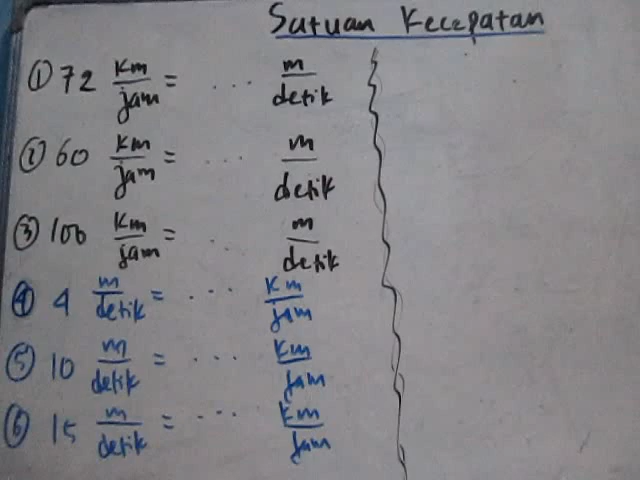 Satuan Kecepatan
① 72 Km/jam = ... m/detik
② 60 Km/jam = ... m/detik
③ 100 Km/jam = ... m/detik
④ 4 m/detik = ... Km/jam
⑤ 10 m/detik = ... Km/jam
⑥ 15 m/detik = ... Km/jam